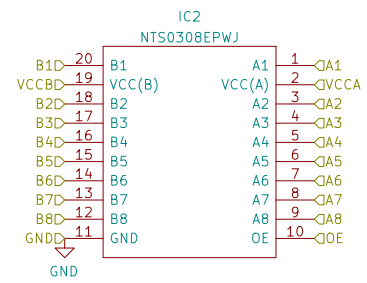 IC2
NTS0308EPWJ
B1 20 B1 A1 1 A1
VCCB 19 VCC(B) VCC(A) 2 VCCA
B2 18 B2 A2 3 A2
B3 17 B3 A3 4 A3
B4 16 B4 A4 5 A4
B5 15 B5 A5 6 A5
B6 14 B6 A6 7 A6
B7 13 B7 A7 8 A7
B8 12 B8 A8 9 A8
GND 11 GND OE 10 OE
GND